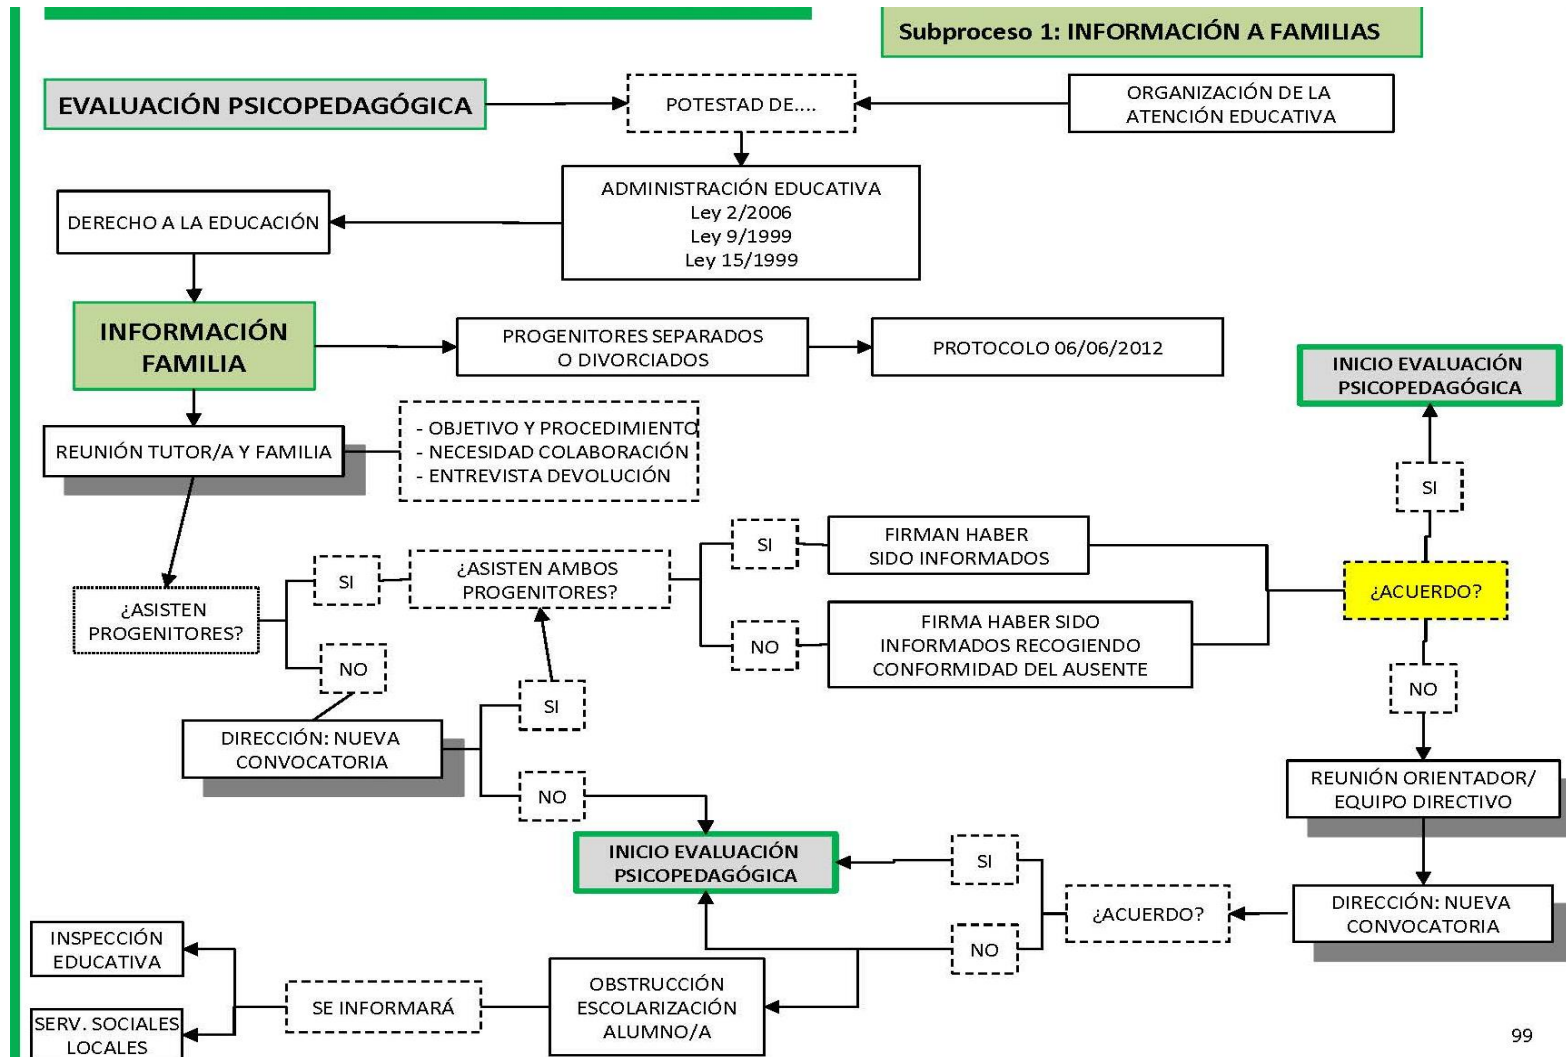 Subproceso 1: INFORMACIÓN A FAMILIAS
EVALUACIÓN PSICOPEDAGÓGICA
POTESTAD DE....
ORGANIZACIÓN DE LA
ATENCIÓN EDUCATIVA
ADMINISTRACIÓN EDUCATIVA
Ley 2/2006
Ley 9/1999
Ley 15/1999
DERECHO A LA EDUCACIÓN
INFORMACIÓN
FAMILIA
PROGENITORES SEPARADOS
O DIVORCIADOS
PROTOCOLO 06/06/2012
INICIO EVALUACIÓN
PSICOPEDAGÓGICA
REUNIÓN TUTOR/A Y FAMILIA
- OBJETIVO Y PROCEDIMIENTO
- NECESIDAD COLABORACIÓN
- ENTREVISTA DEVOLUCIÓN
SI
¿ASISTEN
PROGENITORES?
SI
NO
¿ASISTEN AMBOS
PROGENITORES?
SI
NO
FIRMAN HABER
SIDO INFORMADOS
FIRMA HABER SIDO
INFORMADOS RECOGIENDO
CONFORMIDAD DEL AUSENTE
¿ACUERDO?
NO
DIRECCIÓN: NUEVA
CONVOCATORIA
SI
NO
REUNIÓN ORIENTADOR/
EQUIPO DIRECTIVO
INICIO EVALUACIÓN
PSICOPEDAGÓGICA
SI
NO
¿ACUERDO?
DIRECCIÓN: NUEVA
CONVOCATORIA
INSPECCIÓN
EDUCATIVA
SERV. SOCIALES
LOCALES
SE INFORMARÁ
OBSTRUCCIÓN
ESCOLARIZACIÓN
ALUMNO/A
99